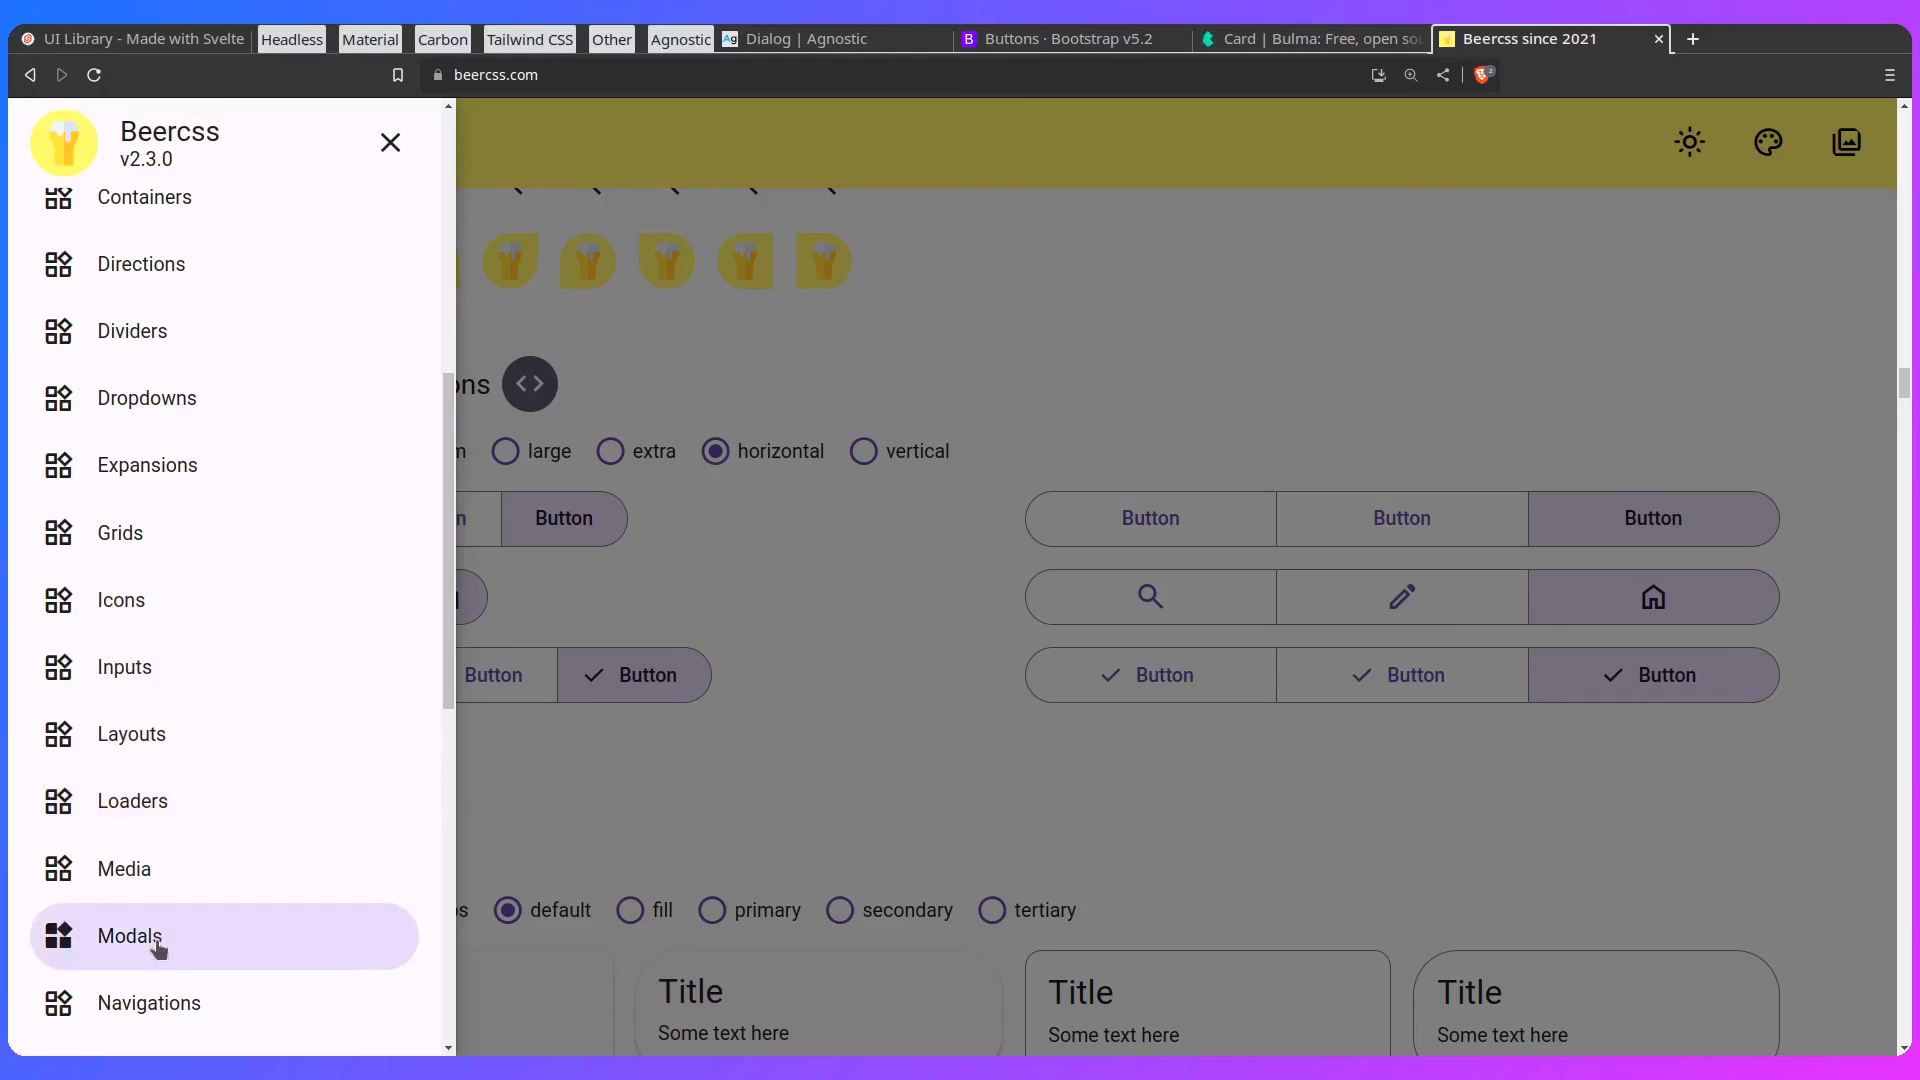 UI Library - Made with Svelte
Headless
Material
Carbon
Tailwind CSS
Other
Agnostic
Ag
Dialog | Agnostic
B
Buttons · Bootstrap v5.2
Card | Bulma: Free, open sou
Beercss since 2021
beercss.com
2
Beercss
v2.3.0
Containers
Directions
Dividers
Dropdowns
Expansions
Grids
Icons
Inputs
Layouts
Loaders
Media
Modals
Navigations
ons
m
large
extra
horizontal
vertical
n
Button
Button
Button
Button
Button
Button
Button
Button
Button
s
default
fill
primary
secondary
tertiary
Title
Some text here
Title
Some text here
Title
Some text here